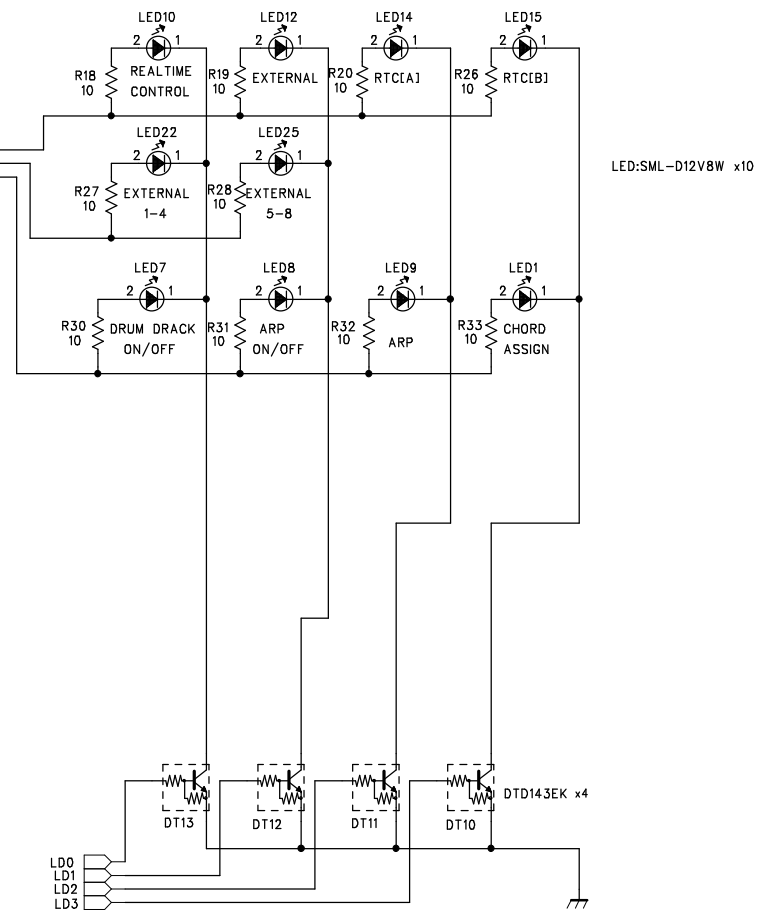 LED10 LED12 LED14 LED15
2 1 2 1 2 1 2 1
R18 10 REALTIME CONTROL R19 10 EXTERNAL R20 10 RTC[A] R26 10 RTC[B]
LED22 LED25
2 1 2 1
LED:SML-D12V8W x10
R27 10 EXTERNAL 1-4 R28 10 EXTERNAL 5-8
LED7 LED8 LED9 LED1
2 1 2 1 2 1 2 1
R30 10 DRUM DRACK ON/OFF R31 10 ARP ON/OFF R32 10 ARP R33 10 CHORD ASSIGN
DTD143EK x4
DT13 DT12 DT11 DT10
LD0
LD1
LD2
LD3